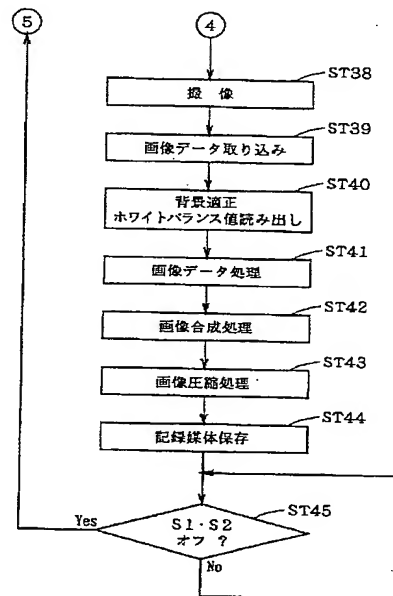 5
4
ST38
撮像
ST39
画像データ取り込み
ST40
背景適正
ホワイトバランス値読み出し
ST41
画像データ処理
ST42
画像合成処理
ST43
画像圧縮処理
ST44
記録媒体保存
ST45
Yes
S1・S2
オフ ?
No